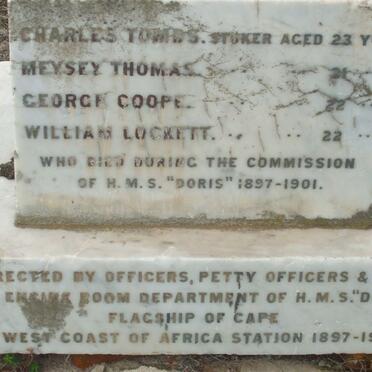 CHARLES TOMBS. STOKER AGED 23 Y
MEYSEY THOMAS. 21
GEORGE COOPE. 22
WILLIAM LOCKETT. .. .. 22 ..
WHO DIED DURING THE COMMISSION
OF H.M.S. "DORIS" 1897-1901.
RECTED BY OFFICERS, PETTY OFFICERS &
ENGINE ROOM DEPARTMENT OF H.M.S. "D
FLAGSHIP OF CAPE
WEST COAST OF AFRICA STATION 1897-19